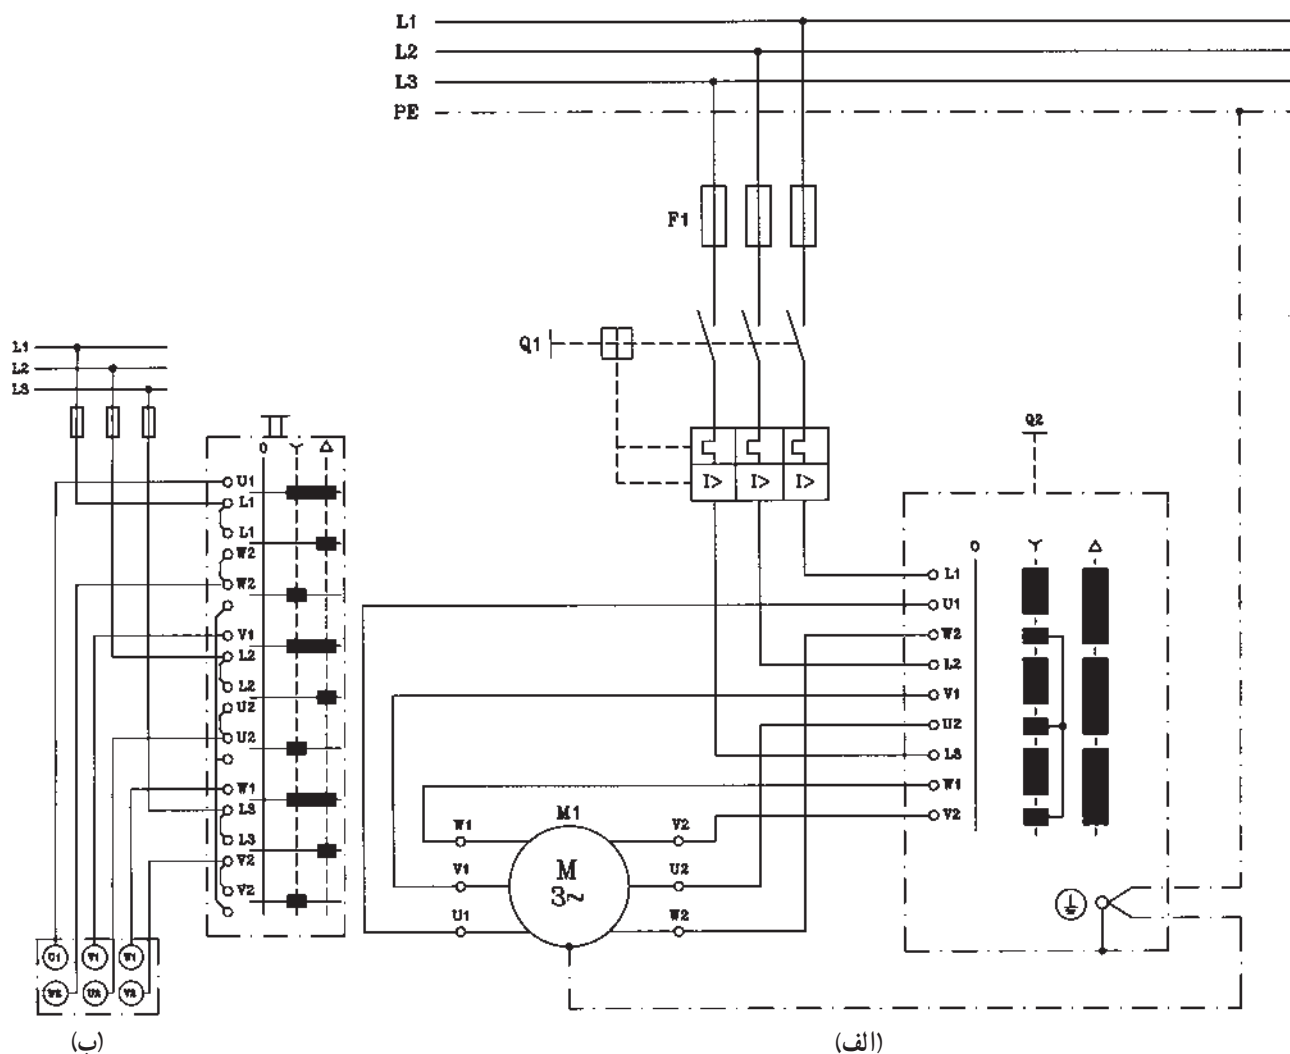 L1
L2
L3
PE
F1
Q1
I> I> I>
Q2
0 Y Δ
L1
U1
W2
L2
V1
U2
L3
W1
V2
M1
M
3~
W1
V1
U1
V2
U2
W2
(الف)
L1
L2
L3
II
0 Y Δ
U1
L1
L1
W2
W2
V1
L2
L2
U2
U2
W1
L3
L3
V2
V2
U1 V1 W1
W2 U2 V2
(ب)